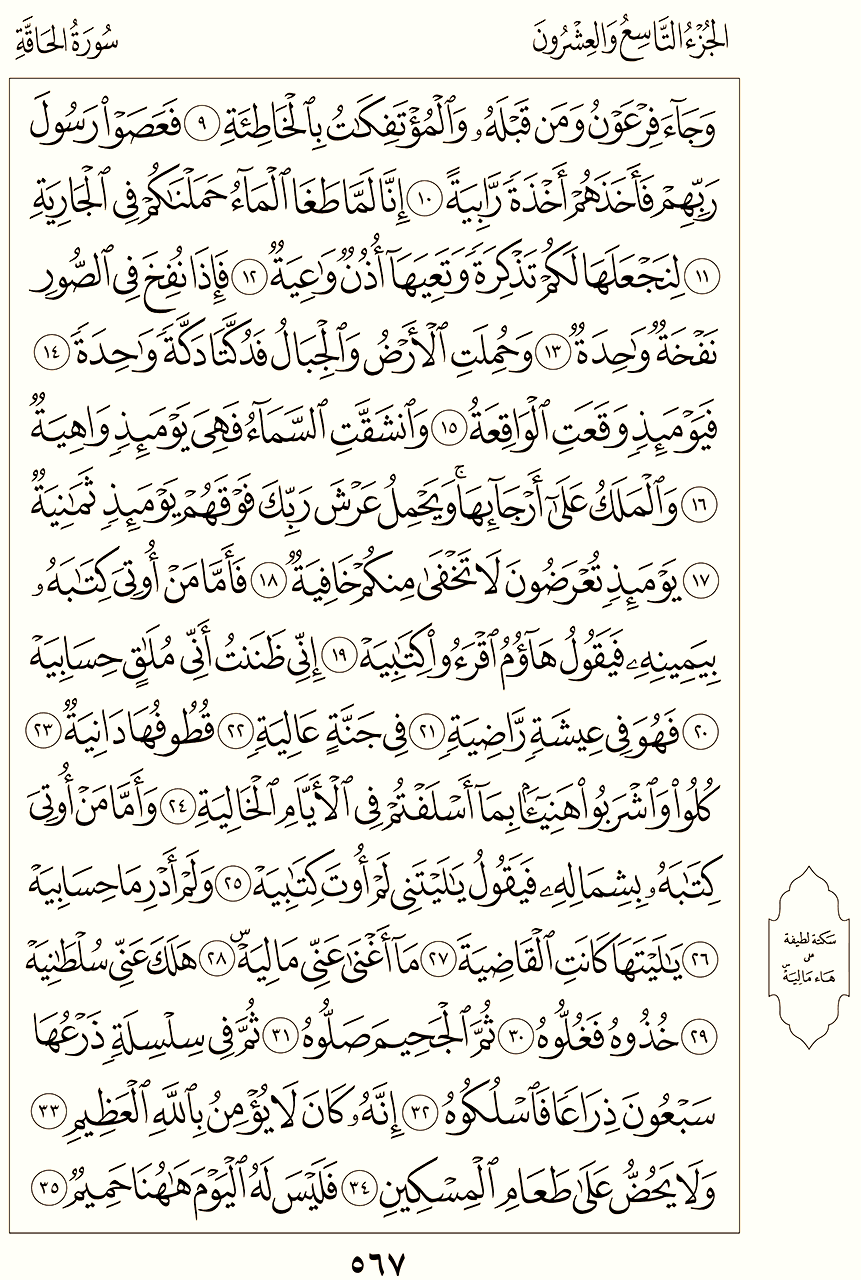 الجُزْءُ التَّاسِعُ وَالعِشْرُونَ
سُورَةُ الحَاقَّةِ
وَجَآءَ فِرْعَوْنُ وَمَن قَبْلَهُۥ وَٱلْمُؤْتَفِكَٰتُ بِٱلْخَاطِئَةِ ٩ فَعَصَوْا۟ رَسُولَ
رَبِّهِمْ فَأَخَذَهُمْ أَخْذَةً رَّابِيَةً ١٠ إِنَّا لَمَّا طَغَا ٱلْمَآءُ حَمَلْنَٰكُمْ فِى ٱلْجَارِيَةِ
١١ لِنَجْعَلَهَا لَكُمْ تَذْكِرَةً وَتَعِيَهَآ أُذُنٌ وَٰعِيَةٌ ١٢ فَإِذَا نُفِخَ فِى ٱلصُّورِ
نَفْخَةٌ وَٰحِدَةٌ ١٣ وَحُمِلَتِ ٱلْأَرْضُ وَٱلْجِبَالُ فَدُكَّتَا دَكَّةً وَٰحِدَةً ١٤
فَيَوْمَئِذٍ وَقَعَتِ ٱلْوَاقِعَةُ ١٥ وَٱنشَقَّتِ ٱلسَّمَآءُ فَهِىَ يَوْمَئِذٍ وَاهِيَةٌ
١٦ وَٱلْمَلَكُ عَلَىٰٓ أَرْجَآئِهَا ۚ وَيَحْمِلُ عَرْشَ رَبِّكَ فَوْقَهُمْ يَوْمَئِذٍ ثَمَٰنِيَةٌ
١٧ يَوْمَئِذٍ تُعْرَضُونَ لَا تَخْفَىٰ مِنكُمْ خَافِيَةٌ ١٨ فَأَمَّا مَنْ أُوتِىَ كِتَٰبَهُۥ
بِيَمِينِهِۦ فَيَقُولُ هَآؤُمُ ٱقْرَءُوا۟ كِتَٰبِيَهْ ١٩ إِنِّى ظَنَنتُ أَنِّى مُلَٰقٍ حِسَابِيَهْ
٢٠ فَهُوَ فِى عِيشَةٍ رَّاضِيَةٍ ٢١ فِى جَنَّةٍ عَالِيَةٍ ٢٢ قُطُوفُهَا دَانِيَةٌ ٢٣
كُلُوا۟ وَٱشْرَبُوا۟ هَنِيٓـًٔۢا بِمَآ أَسْلَفْتُمْ فِى ٱلْأَيَّامِ ٱلْخَالِيَةِ ٢٤ وَأَمَّا مَنْ أُوتِىَ
كِتَٰبَهُۥ بِشِمَالِهِۦ فَيَقُولُ يَٰلَيْتَنِى لَمْ أُوتَ كِتَٰبِيَهْ ٢٥ وَلَمْ أَدْرِ مَا حِسَابِيَهْ
٢٦ يَٰلَيْتَهَا كَانَتِ ٱلْقَاضِيَةَ ٢٧ مَآ أَغْنَىٰ عَنِّى مَالِيَهْ ۜ ٢٨ هَلَكَ عَنِّى سُلْطَٰنِيَهْ
٢٩ خُذُوهُ فَغُلُّوهُ ٣٠ ثُمَّ ٱلْجَحِيمَ صَلُّوهُ ٣١ ثُمَّ فِى سِلْسِلَةٍ ذَرْعُهَا
سَبْعُونَ ذِرَاعًا فَٱسْلُكُوهُ ٣٢ إِنَّهُۥ كَانَ لَا يُؤْمِنُ بِٱللَّهِ ٱلْعَظِيمِ ٣٣
وَلَا يَحُضُّ عَلَىٰ طَعَامِ ٱلْمِسْكِينِ ٣٤ فَلَيْسَ لَهُ ٱلْيَوْمَ هَٰهُنَا حَمِيمٌ ٣٥
سَكتة لطيفة
على
هَاء مَالِيَهْ ۜ
٥٦٧